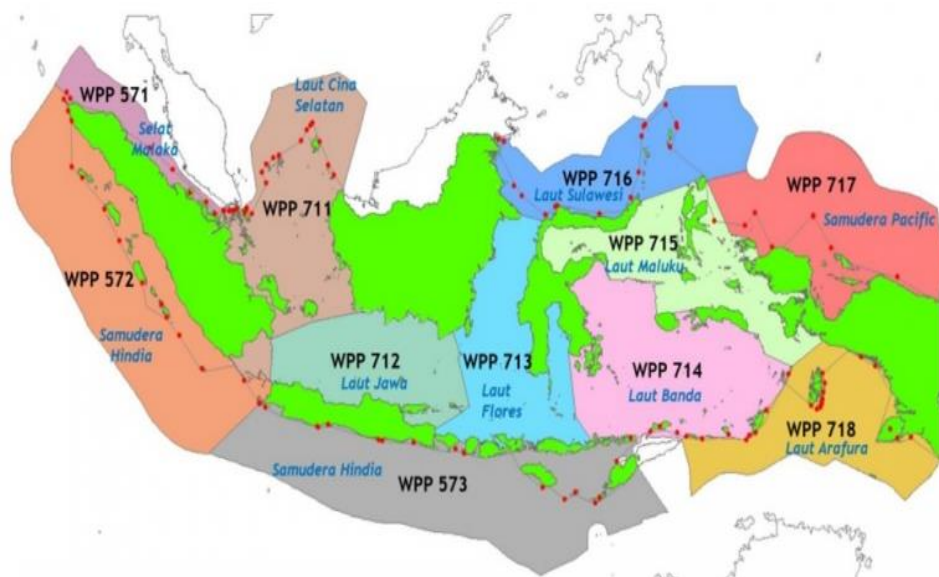 WPP 571
Selat
Malaka
Laut Cina
Selatan
WPP 711
WPP 716
Laut Sulawesi
WPP 717
Samudera Pacific
WPP 715
Laut Maluku
WPP 572
Samudera
Hindia
WPP 712
Laut Jawa
WPP 713
Laut
Flores
WPP 714
Laut Banda
WPP 718
Laut Arafura
Samudera Hindia
WPP 573